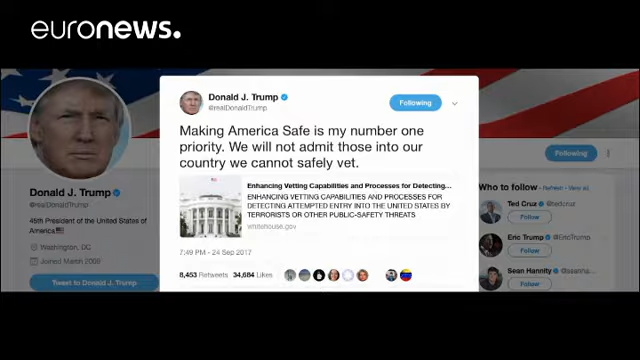 euronews.
Donald J. Trump
@realDonaldTrump
Following
Making America Safe is my number one
priority. We will not admit those into our
country we cannot safely vet.
Enhancing Vetting Capabilities and Processes for Detecting...
ENHANCING VETTING CAPABILITIES AND PROCESSES FOR
DETECTING ATTEMPTED ENTRY INTO THE UNITED STATES BY
TERRORISTS OR OTHER PUBLIC-SAFETY THREATS
whitehouse.gov
7:49 PM - 24 Sep 2017
8,453 Retweets 34,684 Likes
Donald J. Trump
@realDonaldTrump
45th President of the United States of
America
Washington, DC
Joined March 2009
Tweet to Donald J. Trump
Following
Who to follow · Refresh · View all
Ted Cruz @tedcruz
Follow
Eric Trump @EricTrump
Follow
Sean Hannity @seanha...
Follow